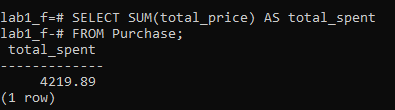 lab1_f=# SELECT SUM(total_price) AS total_spent
lab1_f-# FROM Purchase;
 total_spent
-------------
     4219.89
(1 row)